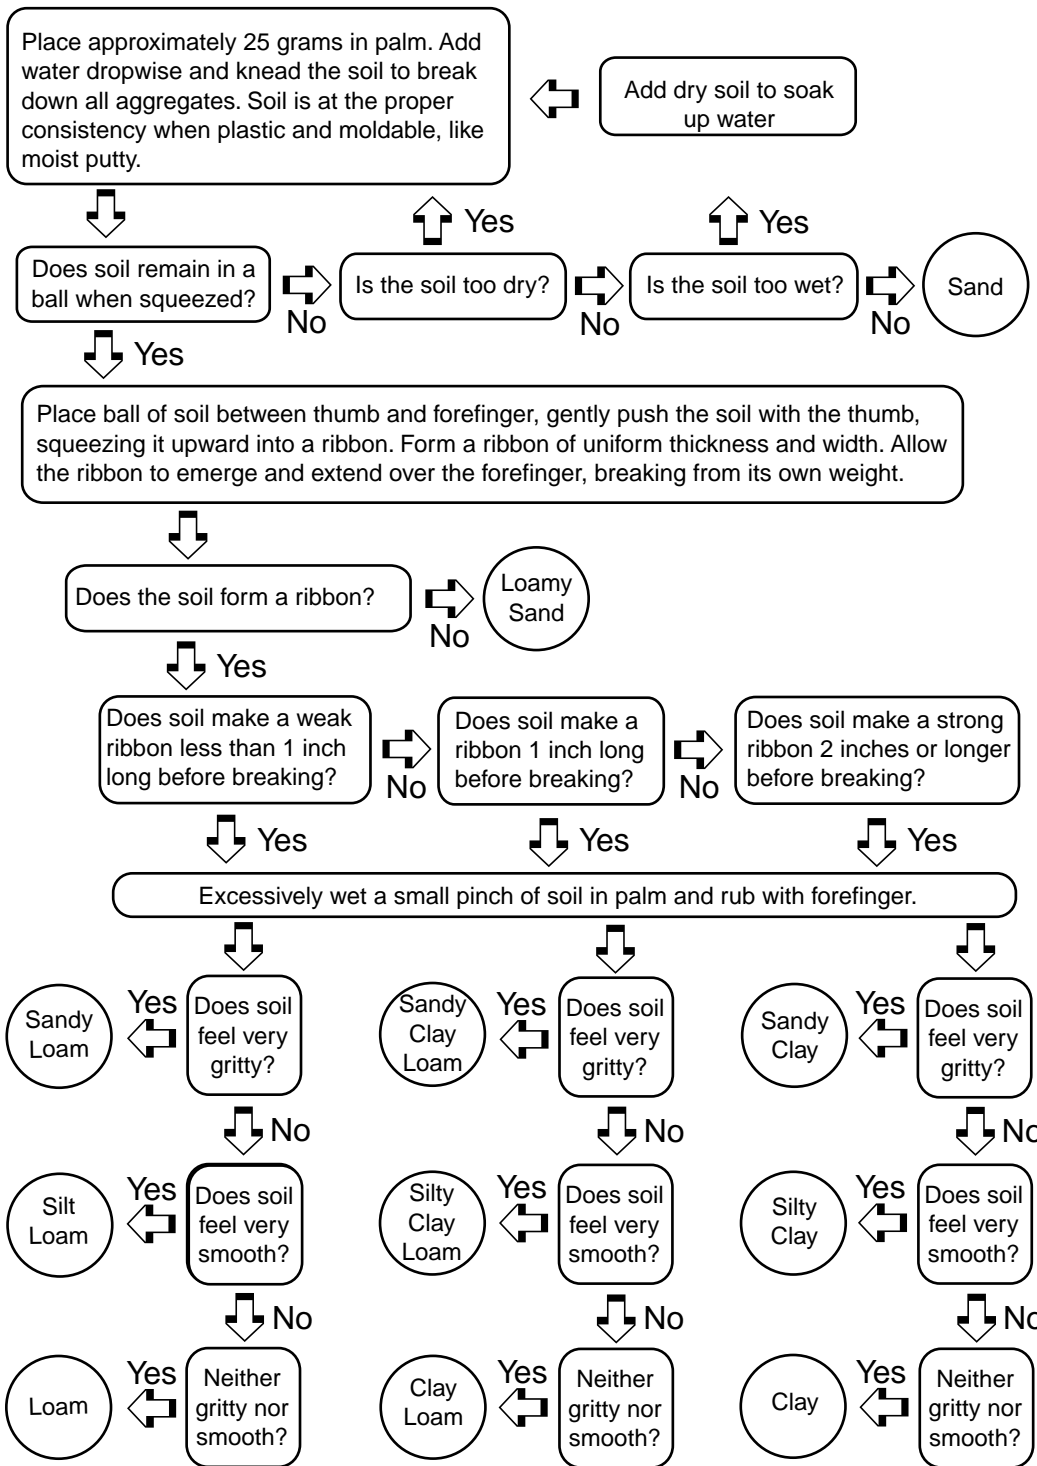 Place approximately 25 grams in palm. Add
water dropwise and knead the soil to break
down all aggregates. Soil is at the proper
consistency when plastic and moldable, like
moist putty.
Add dry soil to soak
up water
Yes
Yes
Does soil remain in a
ball when squeezed?
No
Is the soil too dry?
No
Is the soil too wet?
No
Sand
Yes
Place ball of soil between thumb and forefinger, gently push the soil with the thumb,
squeezing it upward into a ribbon. Form a ribbon of uniform thickness and width. Allow
the ribbon to emerge and extend over the forefinger, breaking from its own weight.
Does the soil form a ribbon?
No
Loamy
Sand
Yes
Does soil make a weak
ribbon less than 1 inch
long before breaking?
No
Does soil make a
ribbon 1 inch long
before breaking?
No
Does soil make a strong
ribbon 2 inches or longer
before breaking?
Yes
Yes
Yes
Excessively wet a small pinch of soil in palm and rub with forefinger.
Sandy
Loam
Yes
Does soil
feel very
gritty?
Sandy
Clay
Loam
Yes
Does soil
feel very
gritty?
Sandy
Clay
Yes
Does soil
feel very
gritty?
No
No
No
Silt
Loam
Yes
Does soil
feel very
smooth?
Silty
Clay
Loam
Yes
Does soil
feel very
smooth?
Silty
Clay
Yes
Does soil
feel very
smooth?
No
No
No
Loam
Yes
Neither
gritty nor
smooth?
Clay
Loam
Yes
Neither
gritty nor
smooth?
Clay
Yes
Neither
gritty nor
smooth?